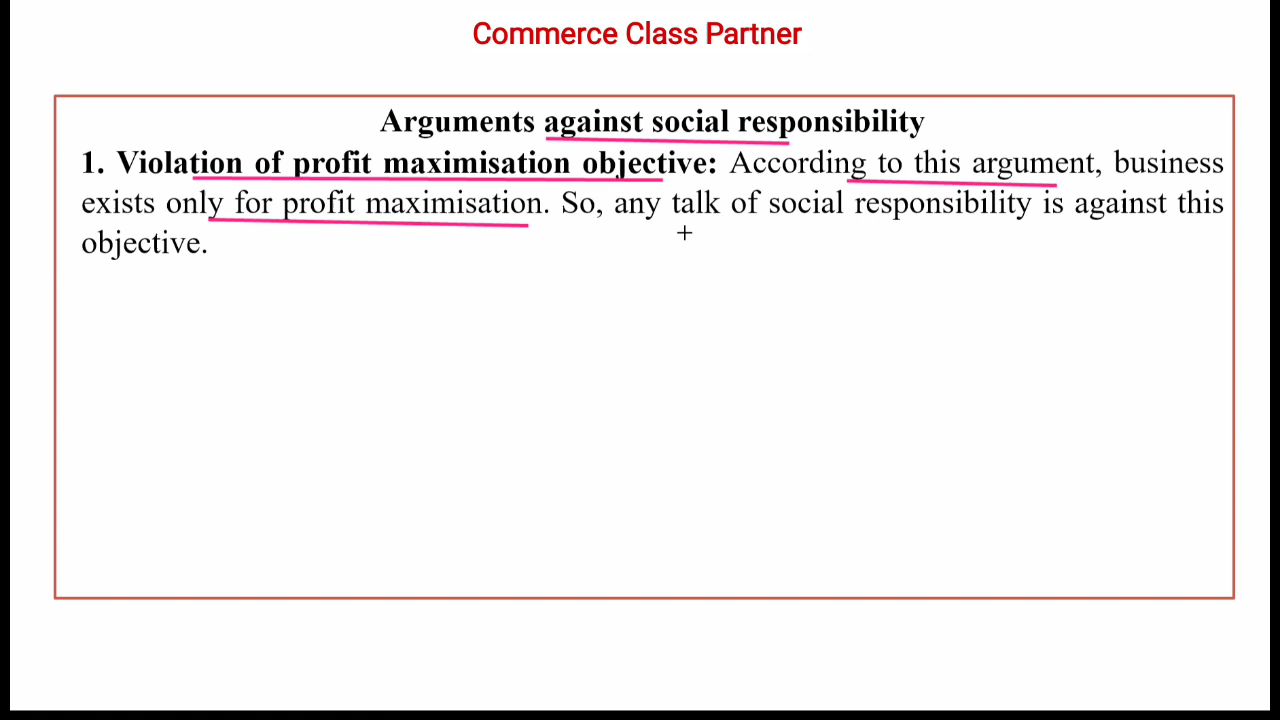 Commerce Class Partner
Arguments against social responsibility
1. Violation of profit maximisation objective: According to this argument, business
exists only for profit maximisation. So, any talk of social responsibility is against this
objective.